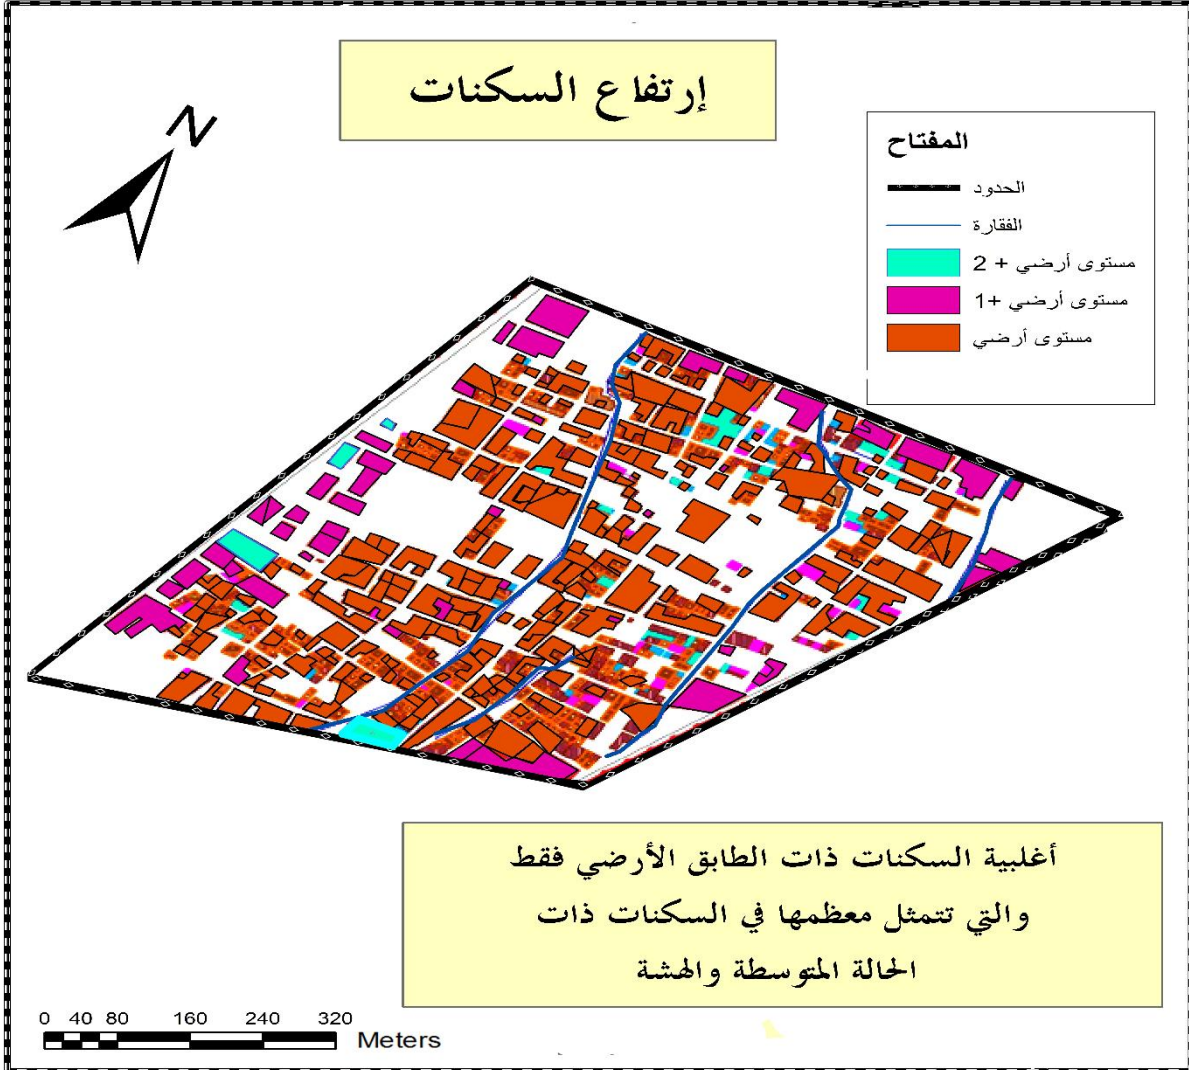 إرتفاع السكنات
N
المفتاح
الحدود
الفقارة
مستوى أرضي + 2
مستوى أرضي +1
مستوى أرضي
أغلبية السكنات ذات الطابق الأرضي فقط
والتي تتمثل معظمها في السكنات ذات
الحالة المتوسطة والهشة
0 40 80 160 240 320
Meters